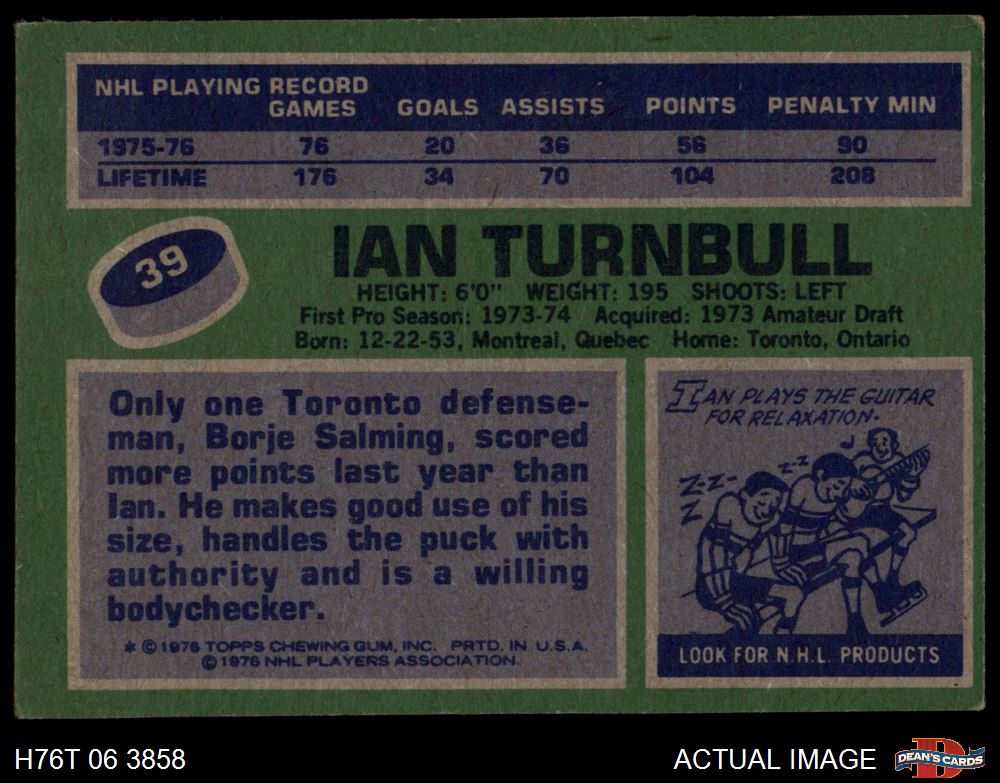 NHL PLAYING RECORD
GAMES GOALS ASSISTS POINTS PENALTY MIN
1975-76 76 20 36 56 90
LIFETIME 176 34 70 104 208
39
IAN TURNBULL
HEIGHT: 6'0" WEIGHT: 195 SHOOTS: LEFT
First Pro Season: 1973-74 Acquired: 1973 Amateur Draft
Born: 12-22-53, Montreal, Quebec Home: Toronto, Ontario
Only one Toronto defense-
man, Borje Salming, scored
more points last year than
Ian. He makes good use of his
size, handles the puck with
authority and is a willing
bodychecker.
* © 1976 TOPPS CHEWING GUM, INC. PRTD. IN U.S.A.
© 1976 NHL PLAYERS ASSOCIATION.
IAN PLAYS THE GUITAR
FOR RELAXATION.
Z-Z-
Z
Z
Z-Z
LOOK FOR N.H.L. PRODUCTS
H76T 06 3858
ACTUAL IMAGE
D
DEAN'S CARDS